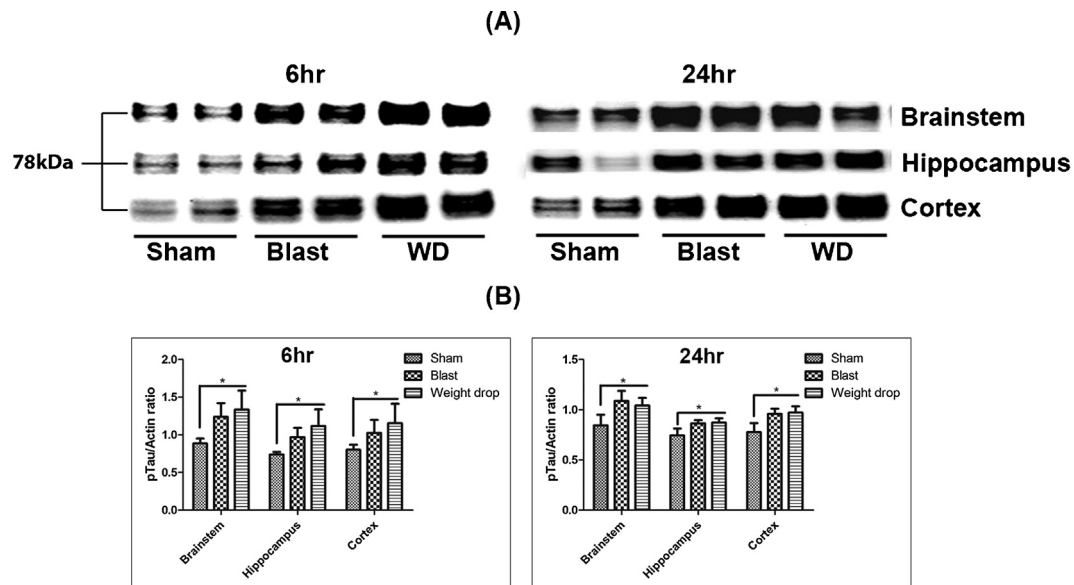 (A)
6hr 24hr
Brainstem
78kDa Hippocampus
Cortex
Sham Blast WD Sham Blast WD
(B)
6hr
Sham
Blast
Weight drop
pTau/Actin ratio
2.0
1.5
1.0
0.5
0.0
* * *
Brainstem
Hippocampus
Cortex
24hr
Sham
Blast
Weight drop
pTau/Actin ratio
1.5
1.0
0.5
0.0
* * *
Brainstem
Hippocampus
Cortex